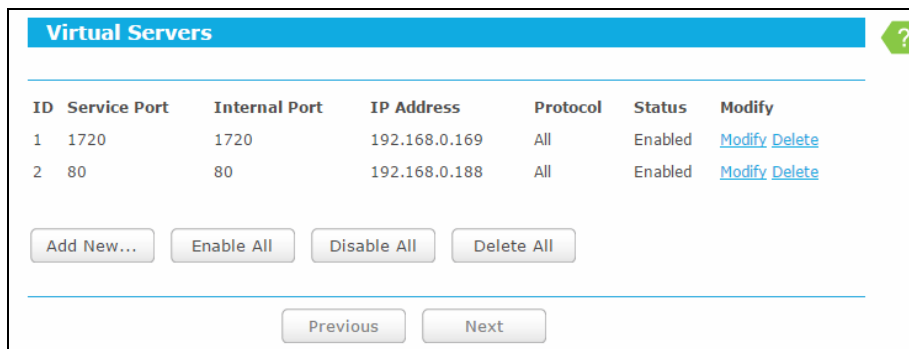 Virtual Servers
?
ID Service Port Internal Port IP Address Protocol Status Modify
1 1720 1720 192.168.0.169 All Enabled Modify Delete
2 80 80 192.168.0.188 All Enabled Modify Delete
Add New... Enable All Disable All Delete All
Previous Next